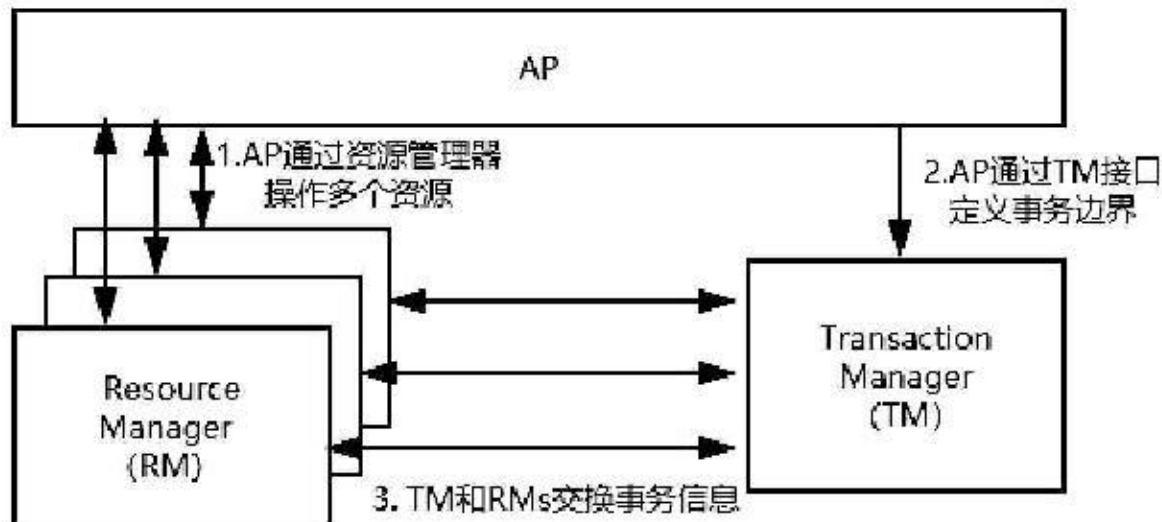 AP
1.AP通过资源管理器
操作多个资源
2.AP通过TM接口
定义事务边界
Resource
Manager
(RM)
Transaction
Manager
(TM)
3. TM和RMs交换事务信息